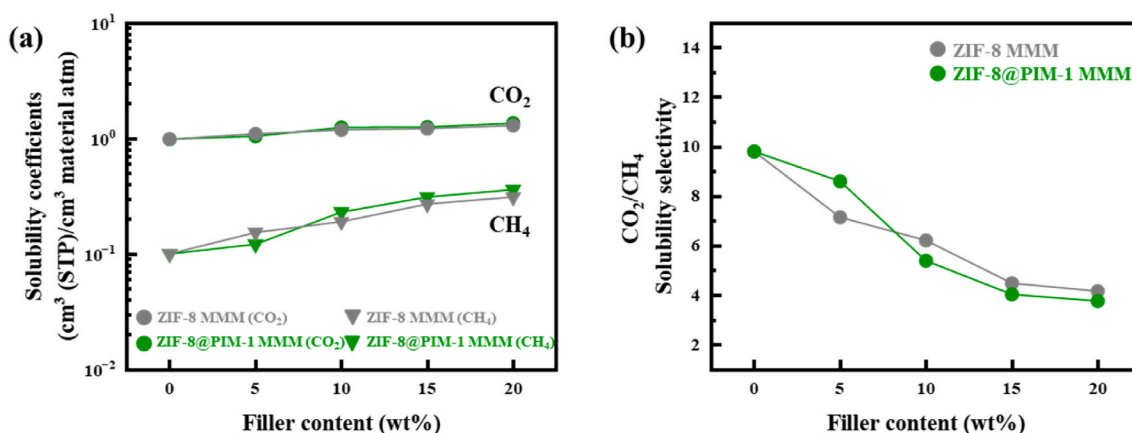 (a)
Solubility coefficients
(cm³ (STP)/cm³ material atm)
10¹
10⁰
10⁻¹
10⁻²
CO₂
CH₄
ZIF-8 MMM (CO₂)
ZIF-8 MMM (CH₄)
ZIF-8@PIM-1 MMM (CO₂)
ZIF-8@PIM-1 MMM (CH₄)
0 5 10 15 20
Filler content (wt%)
(b)
CO₂/CH₄
Solubility selectivity
14
12
10
8
6
4
2
ZIF-8 MMM
ZIF-8@PIM-1 MMM
0 5 10 15 20
Filler content (wt%)